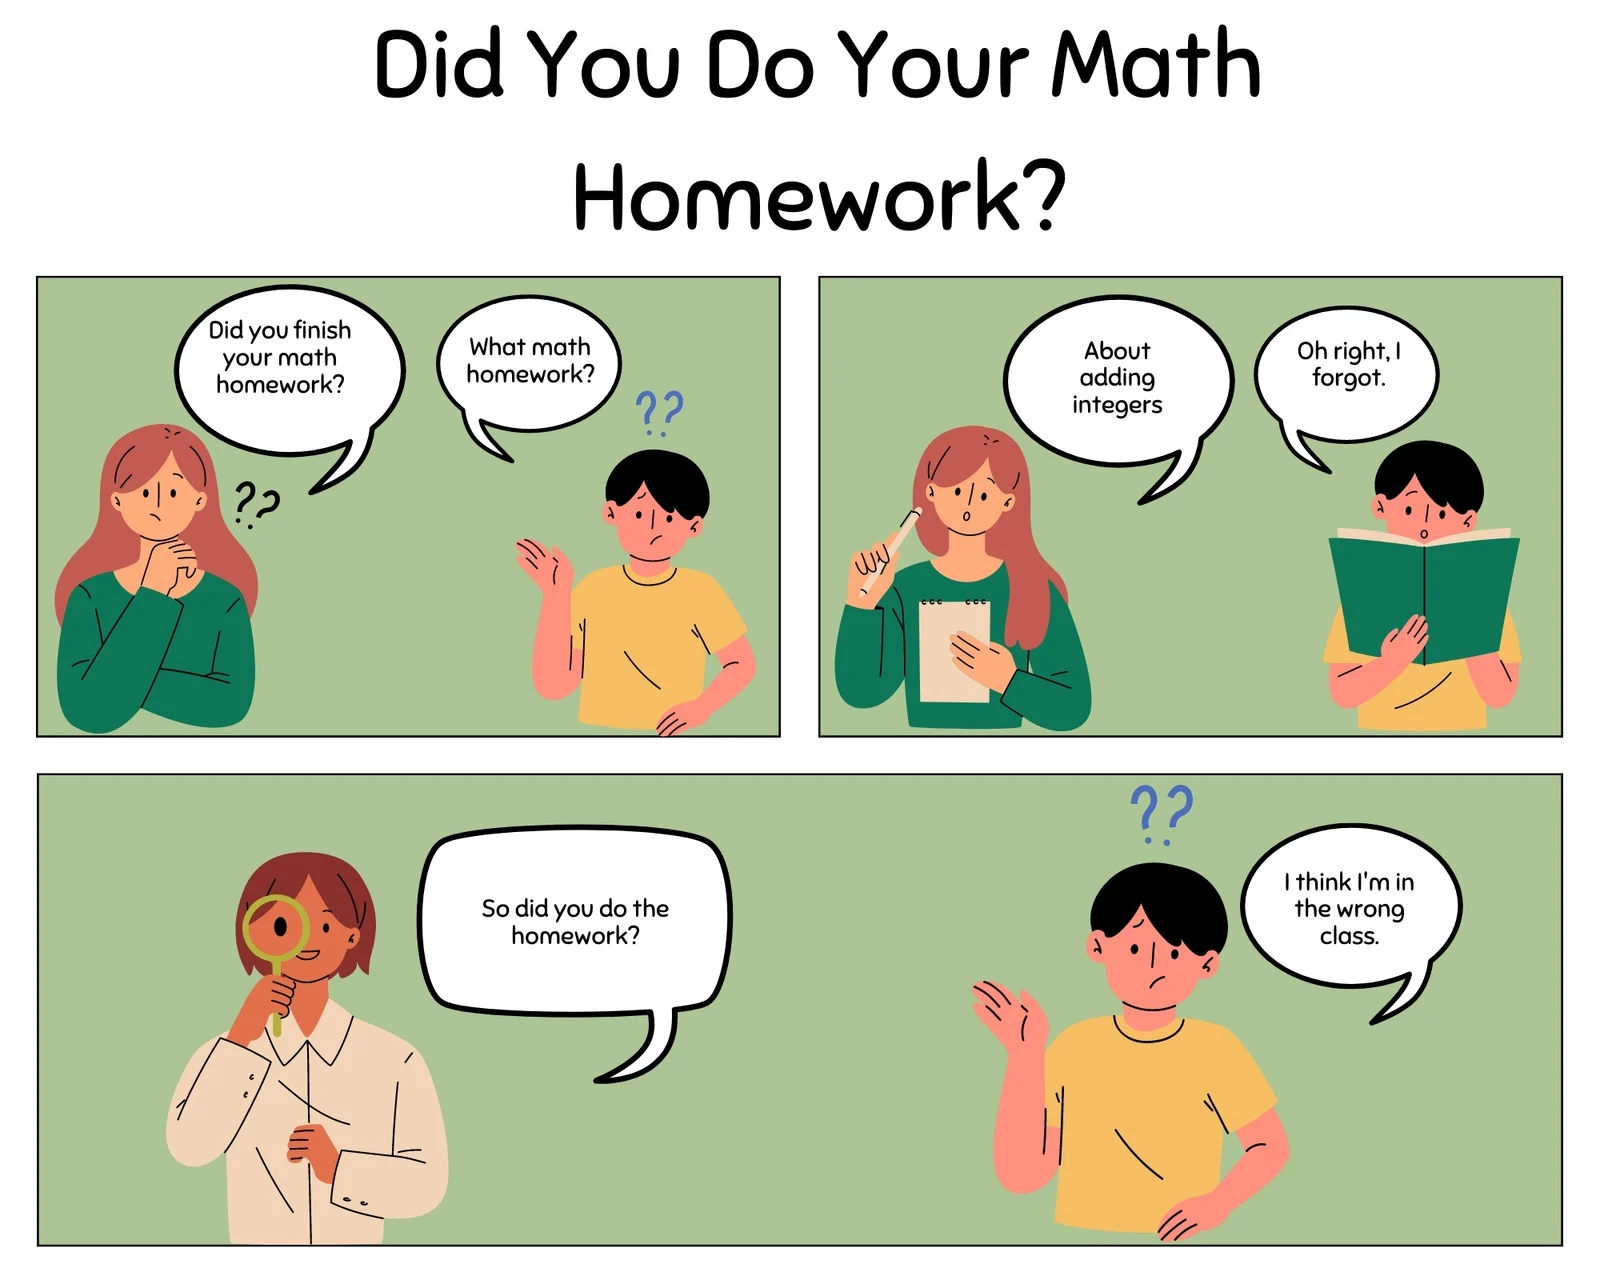 Did You Do Your Math
Homework?
Did you finish
your math
homework?
What math
homework?
??
??
About
adding
integers
Oh right, I
forgot.
So did you do the
homework?
??
I think I'm in
the wrong
class.